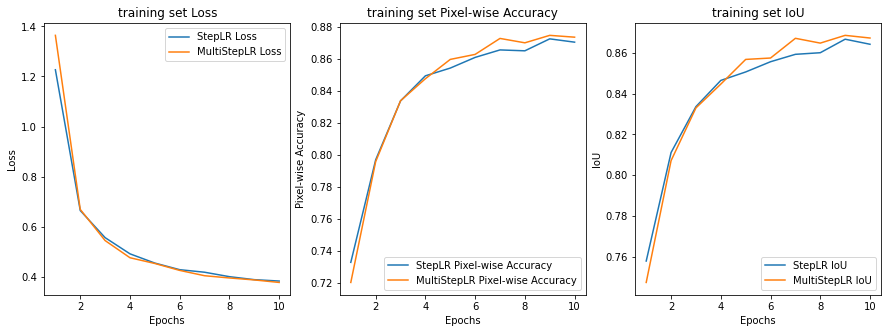 training set Loss
1.4
1.2
1.0
0.8
0.6
0.4
Loss
StepLR Loss
MultiStepLR Loss
2
4
6
8
10
Epochs
training set Pixel-wise Accuracy
0.88
0.86
0.84
0.82
0.80
0.78
0.76
0.74
0.72
Pixel-wise Accuracy
StepLR Pixel-wise Accuracy
MultiStepLR Pixel-wise Accuracy
2
4
6
8
10
Epochs
training set IoU
0.86
0.84
0.82
0.80
0.78
0.76
IoU
StepLR IoU
MultiStepLR IoU
2
4
6
8
10
Epochs